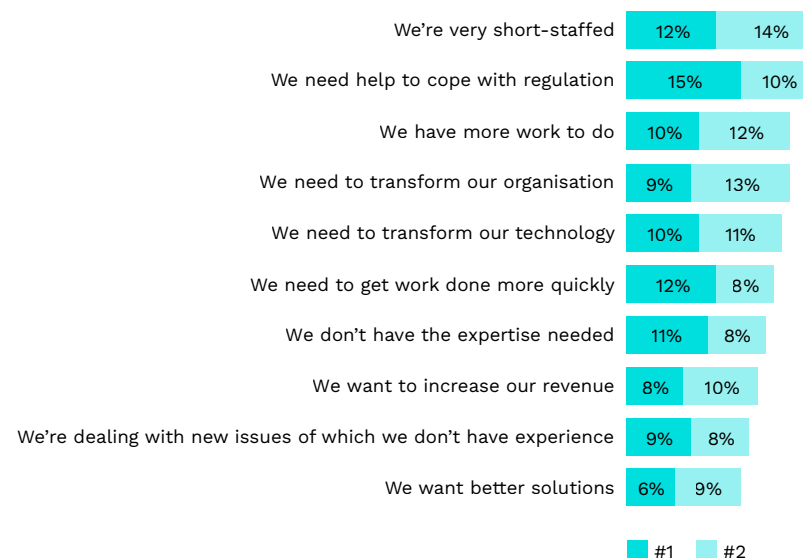 We’re very short-staffed 12% 14%
We need help to cope with regulation 15% 10%
We have more work to do 10% 12%
We need to transform our organisation 9% 13%
We need to transform our technology 10% 11%
We need to get work done more quickly 12% 8%
We don’t have the expertise needed 11% 8%
We want to increase our revenue 8% 10%
We’re dealing with new issues of which we don’t have experience 9% 8%
We want better solutions 6% 9%
#1 #2